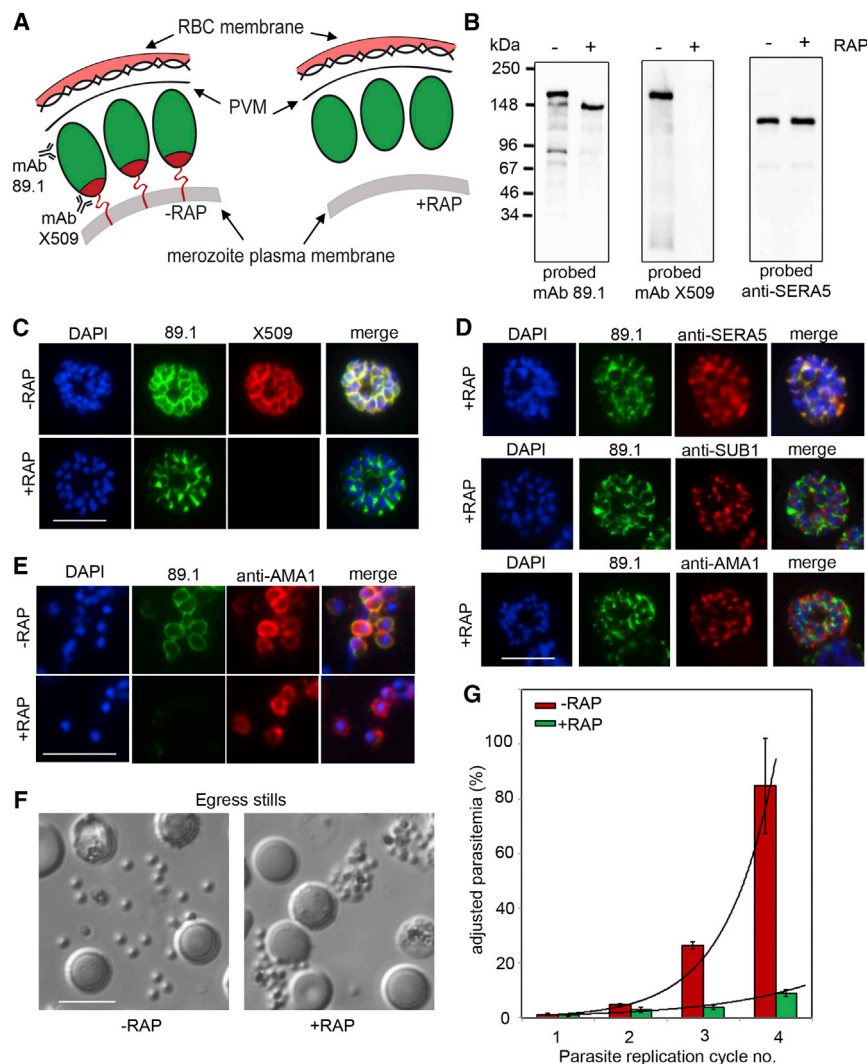 A
RBC membrane
PVM
mAb
89.1
mAb
X509
-RAP
+RAP
merozoite plasma membrane
B
kDa
- + - + - + RAP
250
148
96
67
46
34
probed
mAb 89.1
probed
mAb X509
probed
anti-SERA5
C
DAPI 89.1 X509 merge
-RAP
+RAP
D
DAPI 89.1 anti-SERA5 merge
+RAP
DAPI 89.1 anti-SUB1 merge
+RAP
DAPI 89.1 anti-AMA1 merge
+RAP
E
DAPI 89.1 anti-AMA1 merge
-RAP
+RAP
F
Egress stills
-RAP +RAP
G
-RAP
+RAP
adjusted parasitemia (%)
100
80
60
40
20
0
1 2 3 4
Parasite replication cycle no.